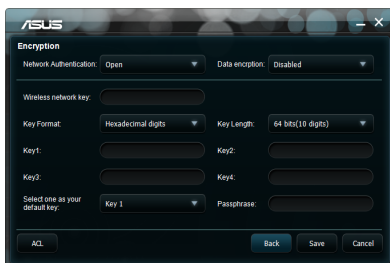 ASUS
Encryption
Network Authentication: Open Data encrption: Disabled
Wireless network key:
Key Format: Hexadecimal digits Key Length: 64 bits(10 digits)
Key1: Key2:
Key3: Key4:
Select one as your
default key: Key 1 Passphrase:
ACL Back Save Cancel